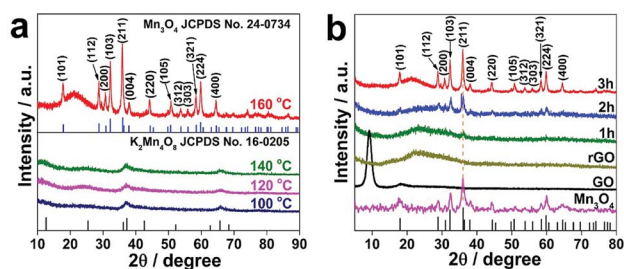 a
Mn₃O₄ JCPDS No. 24-0734
(101)
(112)
(200)
(103)
(211)
(004)
(220)
(105)
(312)
(303)
(321)
(224)
(400)
160 °C
K₂Mn₄O₈ JCPDS No. 16-0205
140 °C
120 °C
100 °C
Intensity / a.u.
10 20 30 40 50 60 70 80 90
2θ / degree
b
(101)
(112)
(200)
(103)
(211)
(004)
(220)
(105)
(312)
(303)
(321)
(224)
(400)
3h
2h
1h
rGO
GO
Mn₃O₄
Intensity / a.u.
10 20 30 40 50 60 70 80
2θ / degree